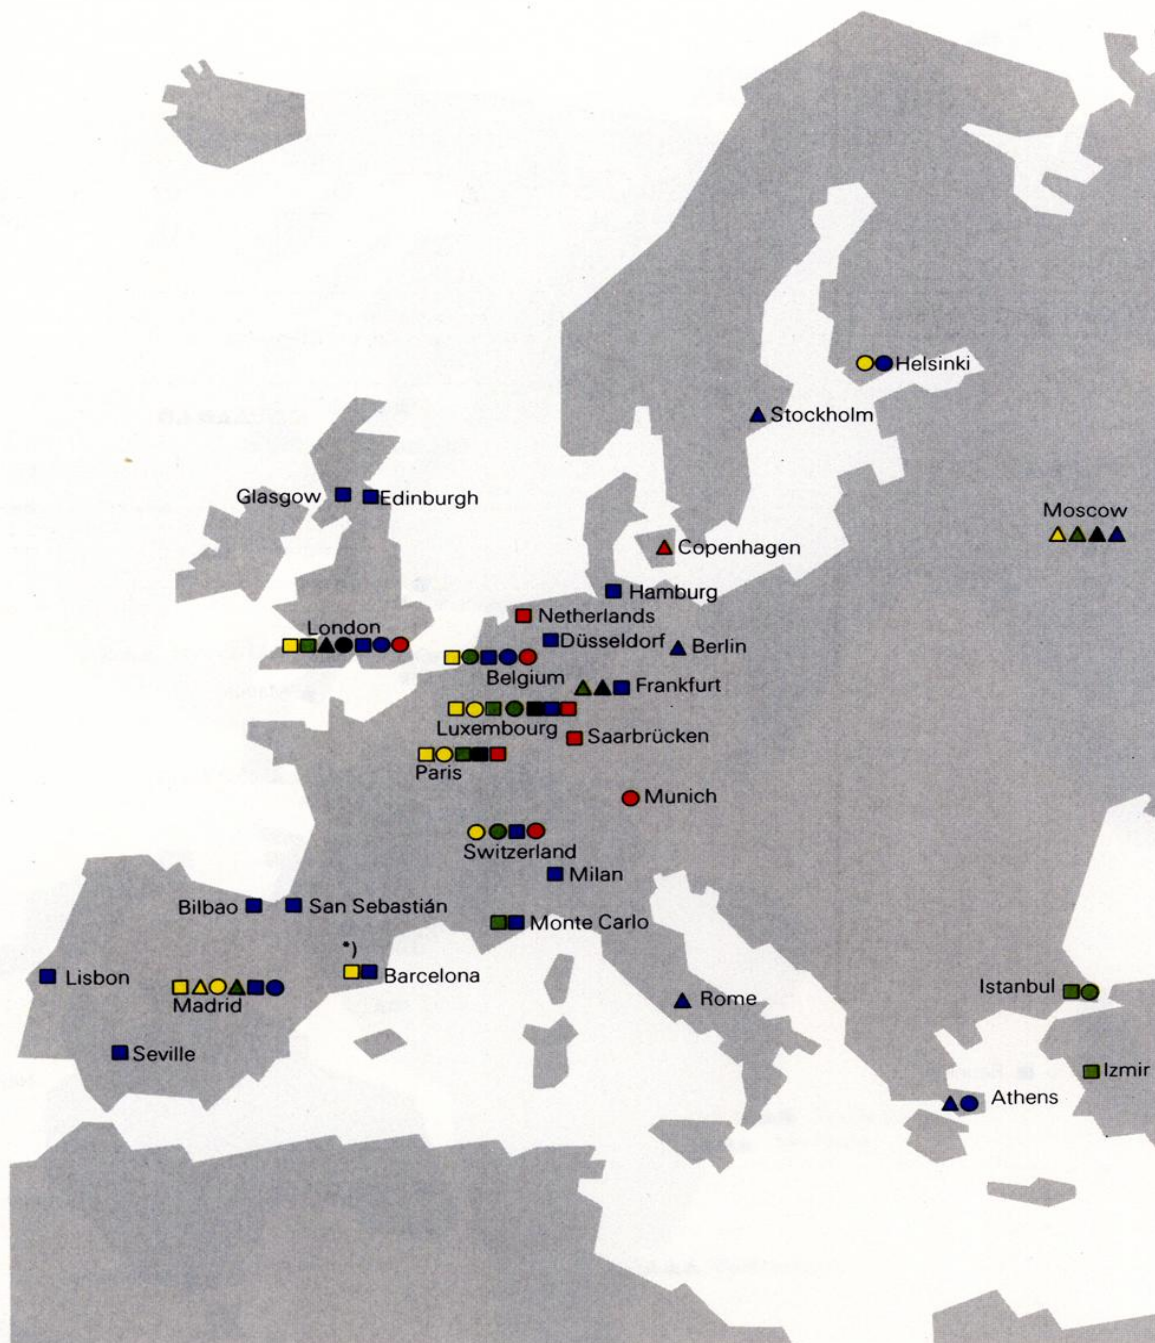 Helsinki
Stockholm
Glasgow
Edinburgh
Moscow
Copenhagen
Hamburg
Netherlands
London
Düsseldorf
Berlin
Belgium
Frankfurt
Luxembourg
Saarbrücken
Paris
Munich
Switzerland
Milan
Bilbao
San Sebastián
Monte Carlo
*)
Barcelona
Lisbon
Madrid
Istanbul
Rome
Seville
Izmir
Athens